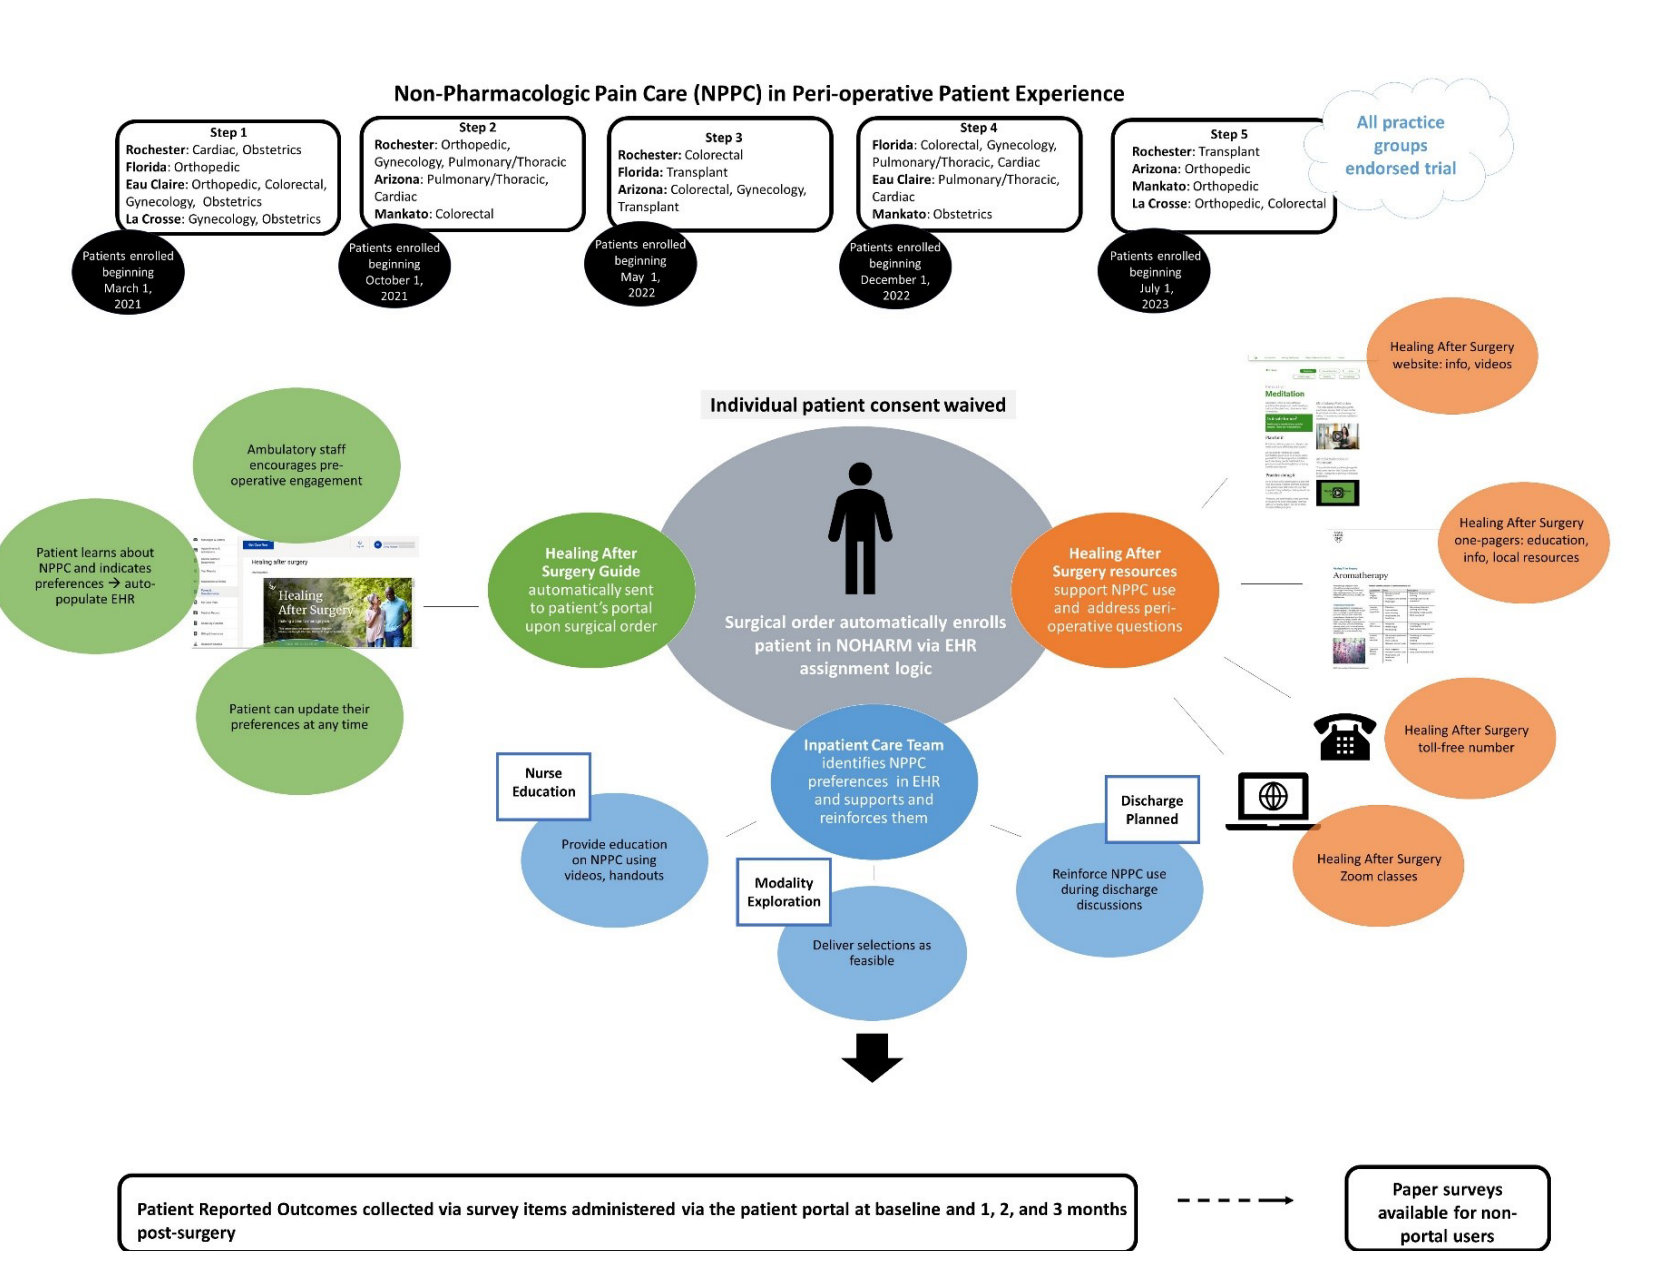 Non-Pharmacologic Pain Care (NPPC) in Peri-operative Patient Experience
Step 1
Rochester: Cardiac, Obstetrics
Florida: Orthopedic
Eau Claire: Orthopedic, Colorectal,
Gynecology, Obstetrics
La Crosse: Gynecology, Obstetrics
Patients enrolled
beginning
March 1,
2021
Step 2
Rochester: Orthopedic,
Gynecology, Pulmonary/Thoracic
Arizona: Pulmonary/Thoracic,
Cardiac
Mankato: Colorectal
Patients enrolled
beginning
October 1,
2021
Step 3
Rochester: Colorectal
Florida: Transplant
Arizona: Colorectal, Gynecology,
Transplant
Patients enrolled
beginning
May 1,
2022
Step 4
Florida: Colorectal, Gynecology,
Pulmonary/Thoracic, Cardiac
Eau Claire: Pulmonary/Thoracic,
Cardiac
Mankato: Obstetrics
Patients enrolled
beginning
December 1,
2022
Step 5
Rochester: Transplant
Arizona: Orthopedic
Mankato: Orthopedic
La Crosse: Orthopedic, Colorectal
Patients enrolled
beginning
July 1,
2023
All practice
groups
endorsed trial
Individual patient consent waived
Surgical order automatically enrolls
patient in NOHARM via EHR
assignment logic
Healing After
Surgery Guide
automatically sent
to patient's portal
upon surgical order
Ambulatory staff
encourages pre-
operative engagement
Patient learns about
NPPC and indicates
preferences → auto-
populate EHR
Patient can update their
preferences at any time
Healing after surgery
Healing
After Surgery
Healing After
Surgery resources
support NPPC use
and address peri-
operative questions
Healing After Surgery
website: info, videos
Meditation
Healing After Surgery
one-pagers: education,
info, local resources
Aromatherapy
Healing After Surgery
toll-free number
Healing After Surgery
Zoom classes
Inpatient Care Team
identifies NPPC
preferences in EHR
and supports and
reinforces them
Nurse
Education
Provide education
on NPPC using
videos, handouts
Modality
Exploration
Deliver selections as
feasible
Discharge
Planned
Reinforce NPPC use
during discharge
discussions
Patient Reported Outcomes collected via survey items administered via the patient portal at baseline and 1, 2, and 3 months
post-surgery
Paper surveys
available for non-
portal users